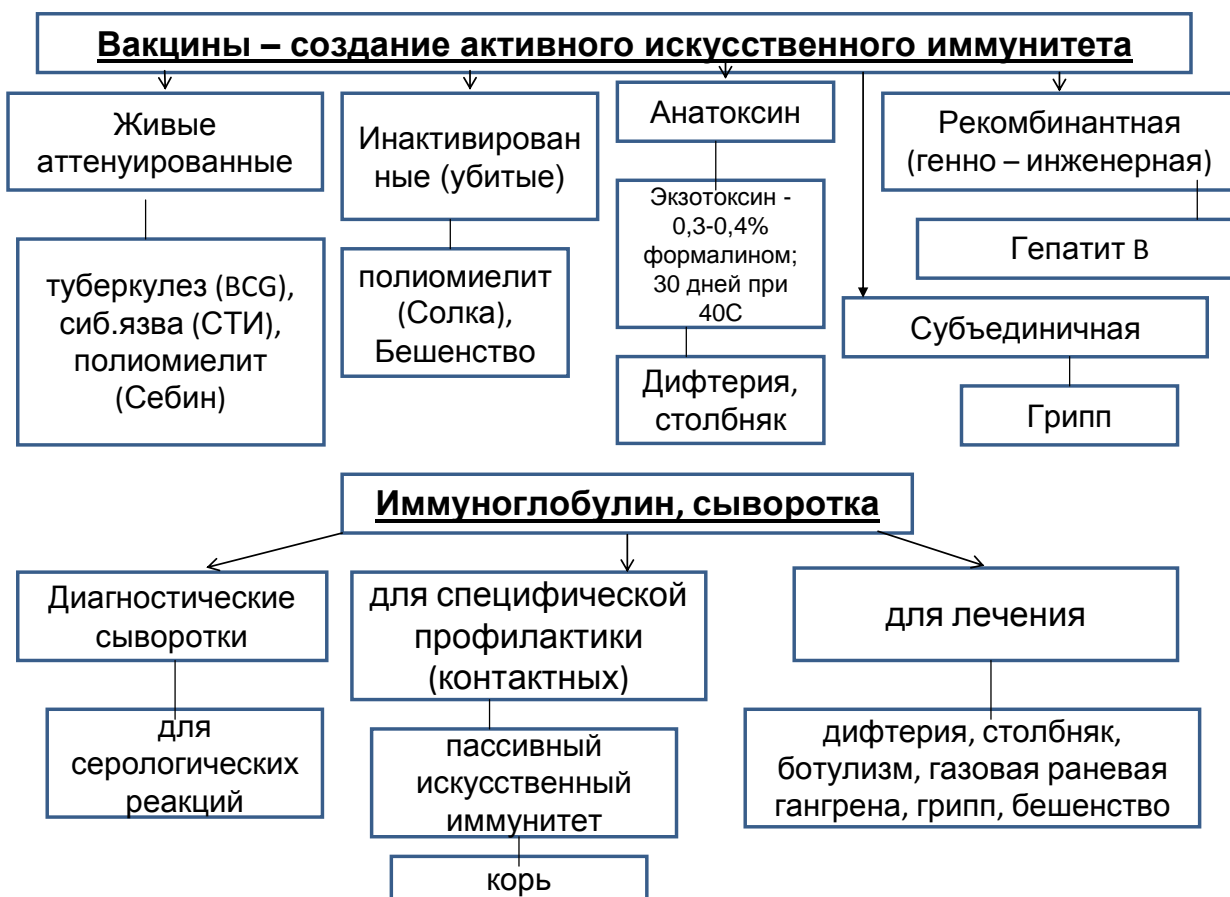 Вакцины – создание активного искусственного иммунитета
Живые
аттенуированные
туберкулез (BCG),
сиб.язва (СТИ),
полиомиелит
(Себин)
Инактивирован
ные (убитые)
полиомиелит
(Солка),
Бешенство
Анатоксин
Экзотоксин -
0,3-0,4%
формалином;
30 дней при
40С
Дифтерия,
столбняк
Рекомбинантная
(генно – инженерная)
Гепатит В
Субъединичная
Грипп
Иммуноглобулин, сыворотка
Диагностические
сыворотки
для
серологических
реакций
для специфической
профилактики
(контактных)
пассивный
искусственный
иммунитет
корь
для лечения
дифтерия, столбняк,
ботулизм, газовая раневая
гангрена, грипп, бешенство